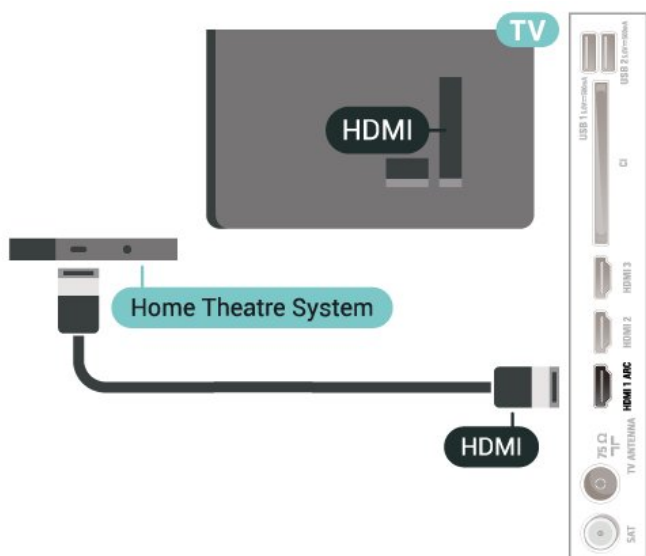 TV
HDMI
Home Theatre System
HDMI
USB 1
USB 2
CI
HDMI 3
HDMI 2
HDMI 1 ARC
75 Ω
TV ANTENNA
SAT